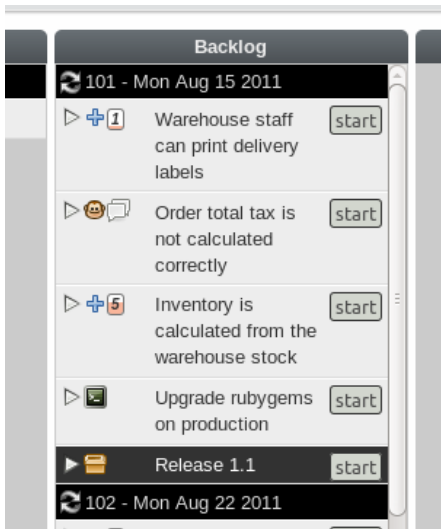 Backlog
101 - Mon Aug 15 2011
1 Warehouse staff start
can print delivery
labels
Order total tax is start
not calculated
correctly
5 Inventory is start
calculated from the
warehouse stock
Upgrade rubygems start
on production
Release 1.1 start
102 - Mon Aug 22 2011